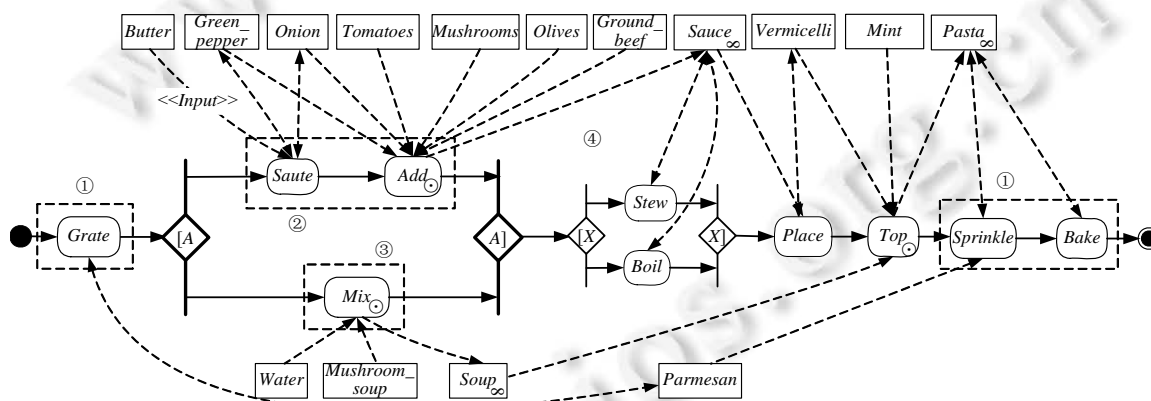 Butter
Green_
pepper
Onion
Tomatoes
Mushrooms
Olives
Ground_
beef
Sauce
∞
Vermicelli
Mint
Pasta
∞
<<Input>>
④
①
Saute
Add
②
Stew
①
Grate
[A
A]
[X
X]
Place
Top
Sprinkle
Bake
Boil
③
Mix
Water
Mushroom_
soup
Soup
∞
Parmesan